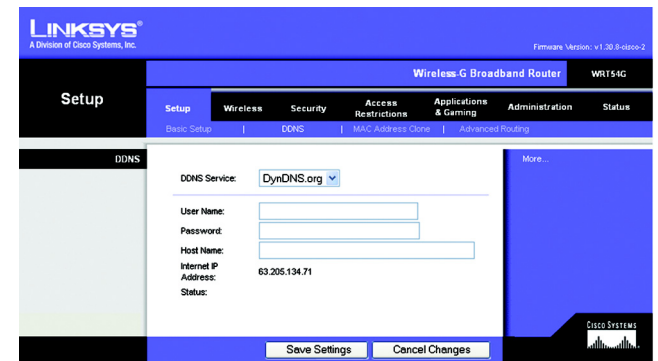 LINKSYS®
A Division of Cisco Systems, Inc.
Firmware Version: v1.30.8-cisco-2
Wireless-G Broadband Router WRT54G
Setup
Setup Wireless Security Access Restrictions Applications & Gaming Administration Status
Basic Setup | DDNS | MAC Address Clone | Advanced Routing
DDNS
More...
DDNS Service: DynDNS.org
User Name:
Password:
Host Name:
Internet IP Address: 63.205.134.71
Status:
CISCO SYSTEMS
Save Settings Cancel Changes